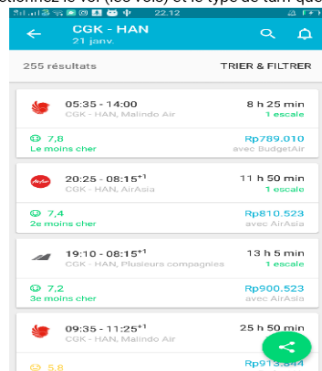 22.12
CGK - HAN
21 janv.
255 résultats TRIER & FILTRER
05:35 - 14:00 8 h 25 min
CGK - HAN, Malindo Air 1 escale
7,8 Rp789.010
Le moins cher avec BudgetAir
20:25 - 08:15+1 11 h 50 min
CGK - HAN, AirAsia 1 escale
7,4 Rp810.523
2e moins cher avec AirAsia
19:10 - 08:15+1 13 h 5 min
CGK - HAN, Plusieurs compagnies 1 escale
7,2 Rp900.523
3e moins cher avec AirAsia
09:35 - 11:25+1 25 h 50 min
CGK - HAN, Malindo Air
5,8